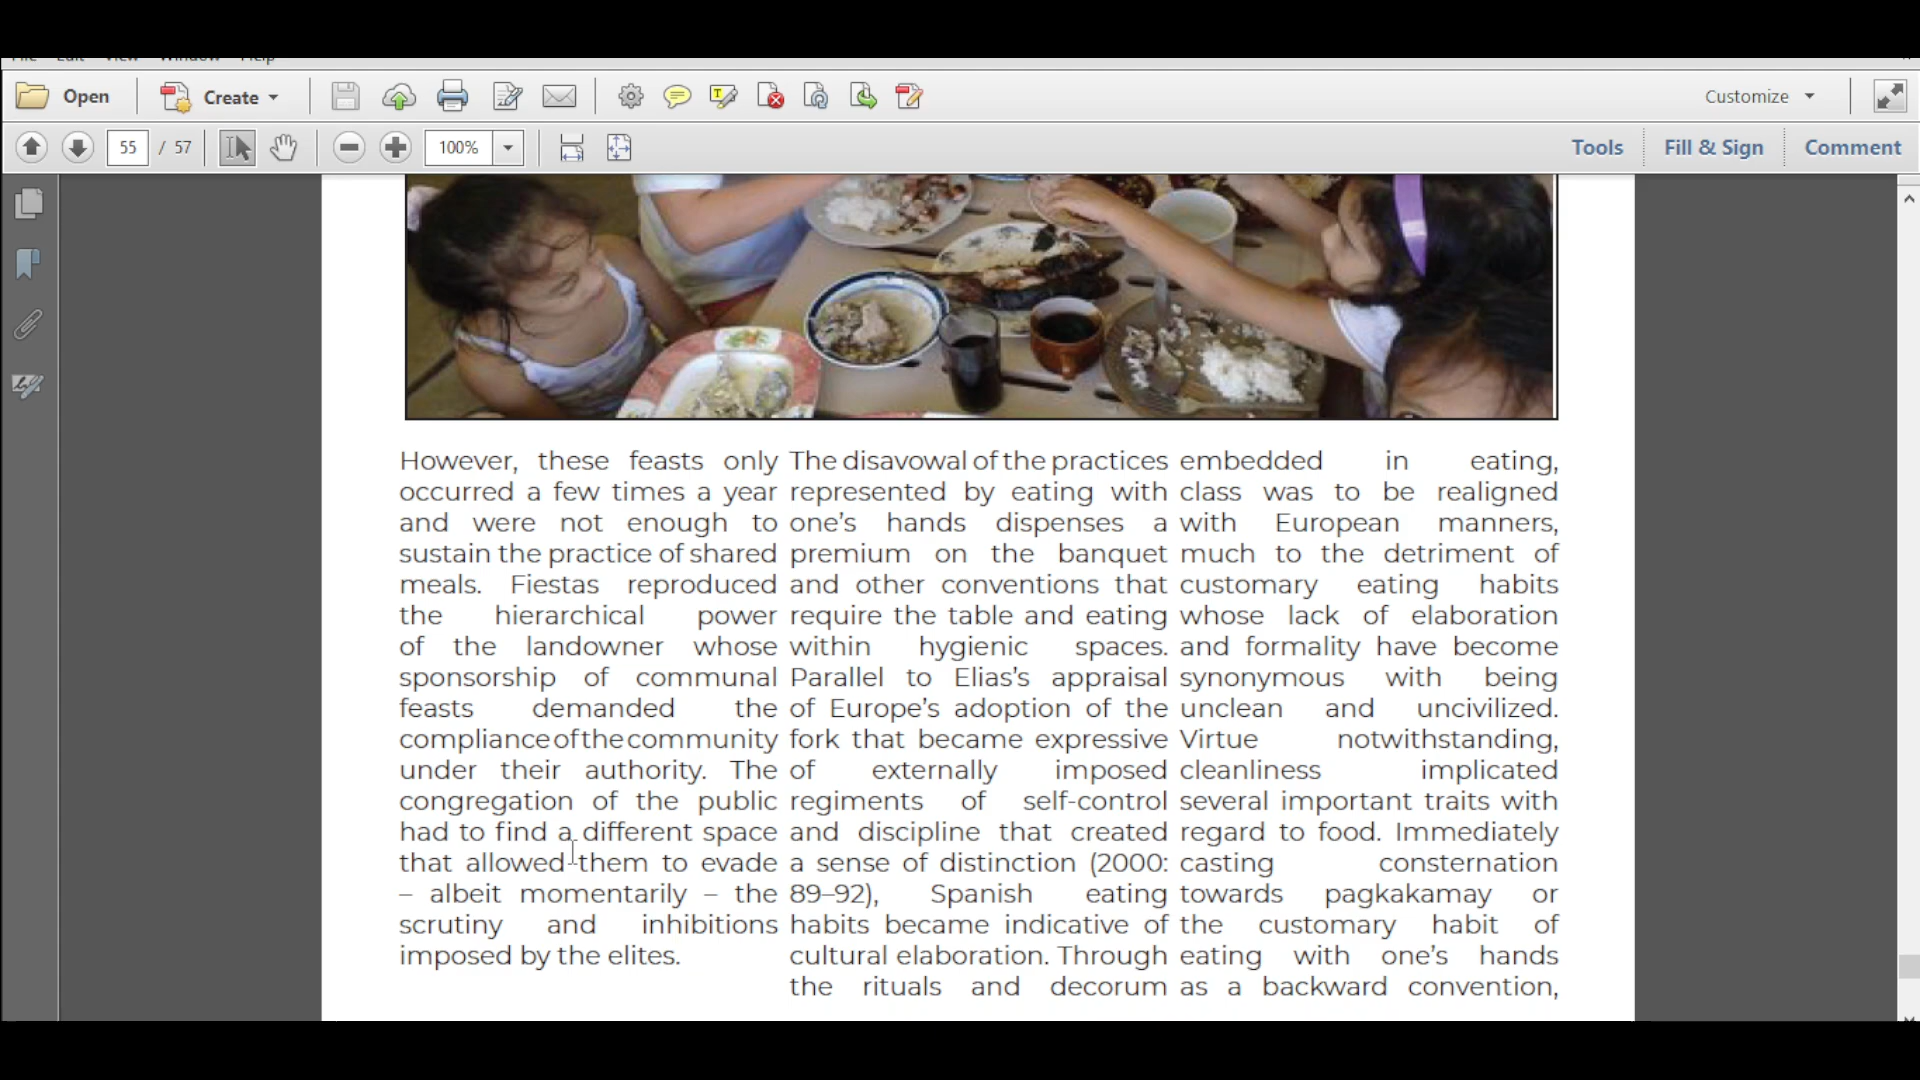 File Edit View Window Help
Open
Create
Customize
55 / 57
100%
Tools
Fill & Sign
Comment
However, these feasts only
occurred a few times a year
and were not enough to
sustain the practice of shared
meals. Fiestas reproduced
the hierarchical power
of the landowner whose
sponsorship of communal
feasts demanded the
compliance of the community
under their authority. The
congregation of the public
had to find a different space
that allowed them to evade
– albeit momentarily – the
scrutiny and inhibitions
imposed by the elites.
The disavowal of the practices
represented by eating with
one's hands dispenses a
premium on the banquet
and other conventions that
require the table and eating
within hygienic spaces.
Parallel to Elias's appraisal
of Europe's adoption of the
fork that became expressive
of externally imposed
regiments of self-control
and discipline that created
a sense of distinction (2000:
89–92), Spanish eating
habits became indicative of
cultural elaboration. Through
the rituals and decorum
embedded in eating,
class was to be realigned
with European manners,
much to the detriment of
customary eating habits
whose lack of elaboration
and formality have become
synonymous with being
unclean and uncivilized.
Virtue notwithstanding,
cleanliness implicated
several important traits with
regard to food. Immediately
casting consternation
towards pagkakamay or
the customary habit of
eating with one's hands
as a backward convention,